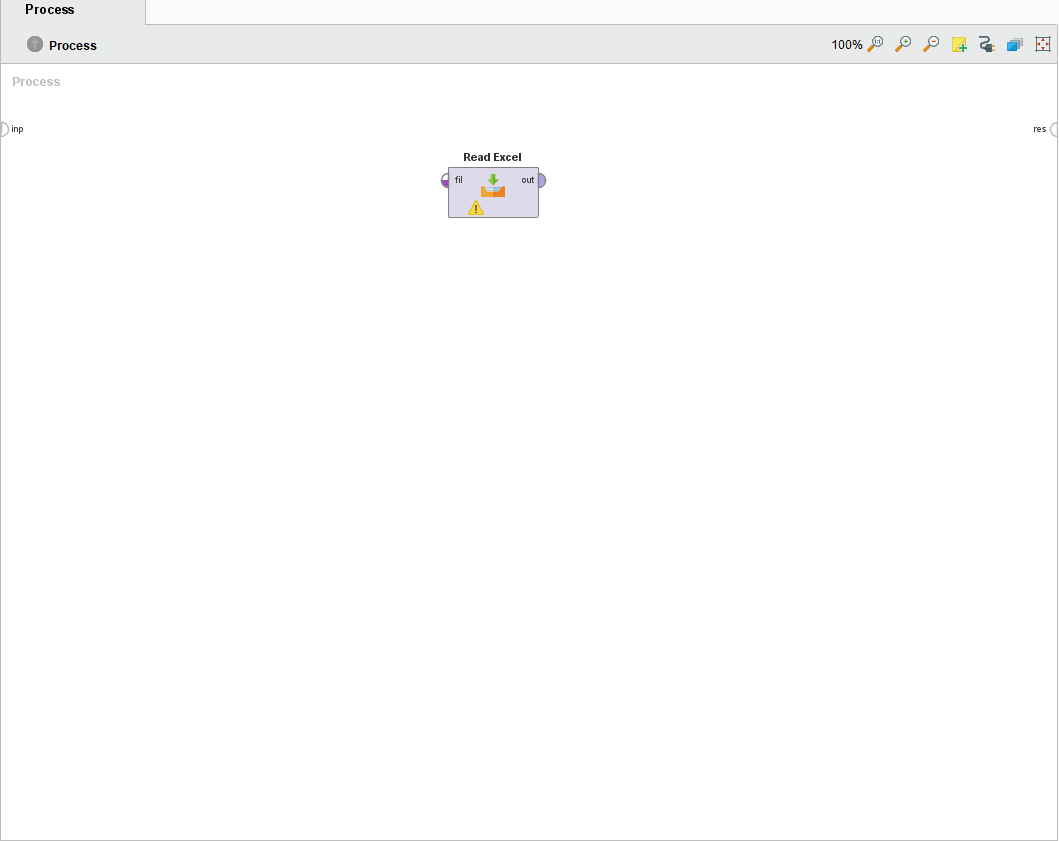 Process
Process 100%
Process
inp res
Read Excel
fil out